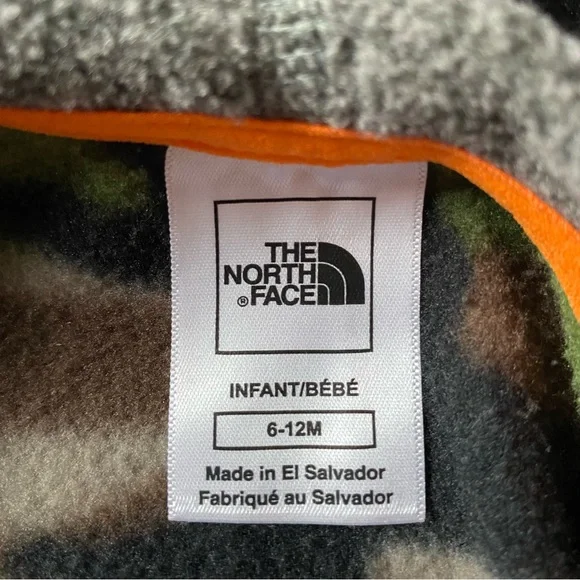 THE
NORTH
® FACE
INFANT/BÉBÉ
6-12M
Made in El Salvador
Fabriqué au Salvador